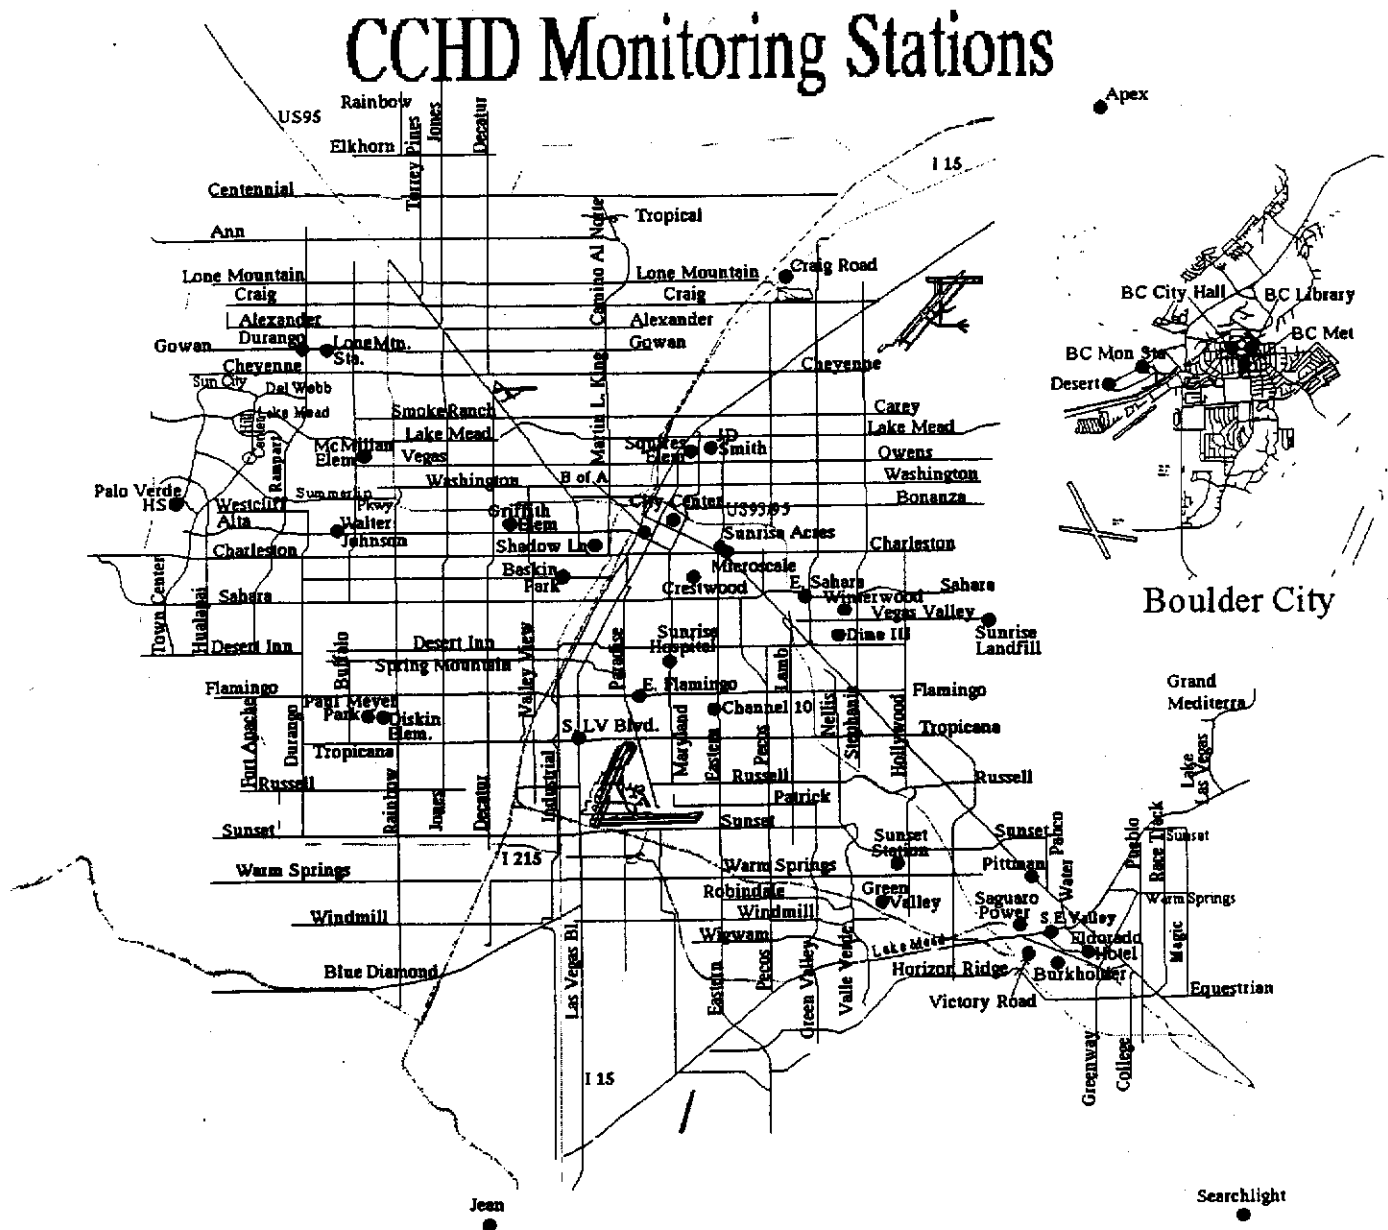 CCHD Monitoring Stations
Apex
Rainbow
US95
Elkhorn
Torrey Pines
Jones
Decatur
I 15
Centennial
Tropical
Ann
Camino Al Norte
Lone Mountain
Lone Mountain
Craig Road
Craig
Craig
Alexander
Alexander
Gowan
Durango
Lone Mtn.
Sta.
Gowan
Cheyenne
Cheyenne
Sun City
Del Webb
Lake Mead
Hills
Rampart
Martin L. King
Smoke Ranch
Carey
Lake Mead
Lake Mead
McMillan
Elem
Vegas
Squires
Elem
JD
Smith
Owens
Washington
Washington
B of A
Palo Verde
HS
Westcliff
Summerlin
Pkwy
City Center
US93/95
Bonanza
Alta
Walter
Johnson
Griffith
Elem
Sunrise Acres
Charleston
Shadow Ln
Charleston
Microscale
Baskin
Park
Crestwood
E. Sahara
Sahara
Sahara
Winterwood
Vegas Valley
Town Center
Hualapai
Desert Inn
Desert Inn
Buffalo
Spring Mountain
Valley View
Paradise
Sunrise
Hospital
Dime III
Sunrise
Landfill
Lamb
Flamingo
E. Flamingo
Flamingo
Paul Meyer
Park
Diskin
Elem.
Channel 10
Nellis
Stephanie
Hollywood
Fort Apache
Durango
Tropicana
S. LV Blvd.
Tropicana
Maryland
Eastern
Pecos
Russell
Russell
Russell
Rainbow
Jones
Decatur
Industrial
Patrick
Sunset
Sunset
Sunset
Station
Sunset
Pabco
I 215
Warm Springs
Warm Springs
Pittman
Water
Robindale
Green
Valley
Saguaro
Power
Windmill
Windmill
S E Valley
Wigwam
Lake Mead
Eldorado
Hotel
Blue Diamond
Las Vegas Bl.
Eastern
Pecos
Green Valley
Valle Verde
Horizon Ridge
Burkholder
Victory Road
Equestrian
Greenway
College
Pueblo
Race Track
Sunset
Warm Springs
Magic
Grand
Mediterra
Lake
Las Vegas
I 15
Jean
Searchlight
BC City Hall
BC Library
BC Met
BC Mon Sta
Desert
Boulder City